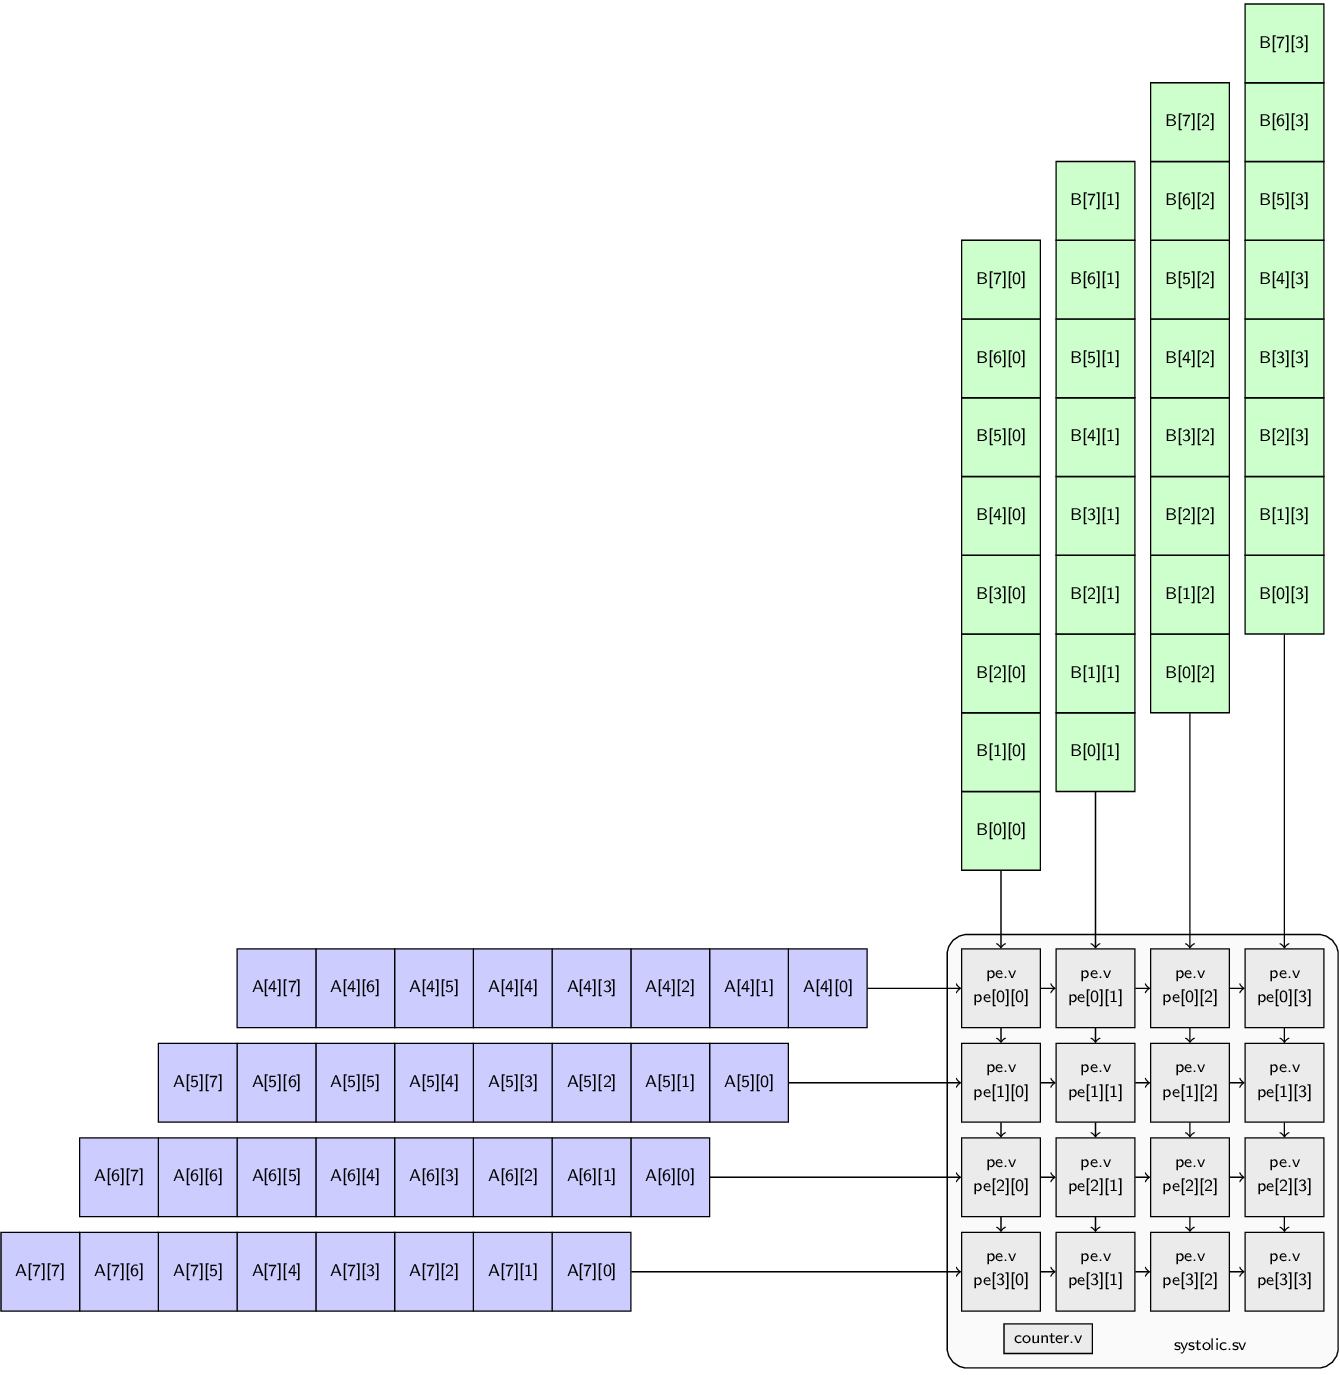 B[7][3]
B[7][2] B[6][3]
B[7][1] B[6][2] B[5][3]
B[7][0] B[6][1] B[5][2] B[4][3]
B[6][0] B[5][1] B[4][2] B[3][3]
B[5][0] B[4][1] B[3][2] B[2][3]
B[4][0] B[3][1] B[2][2] B[1][3]
B[3][0] B[2][1] B[1][2] B[0][3]
B[2][0] B[1][1] B[0][2]
B[1][0] B[0][1]
B[0][0]
pe.v pe.v pe.v pe.v
A[4][7] A[4][6] A[4][5] A[4][4] A[4][3] A[4][2] A[4][1] A[4][0] pe[0][0] pe[0][1] pe[0][2] pe[0][3]
pe.v pe.v pe.v pe.v
A[5][7] A[5][6] A[5][5] A[5][4] A[5][3] A[5][2] A[5][1] A[5][0] pe[1][0] pe[1][1] pe[1][2] pe[1][3]
pe.v pe.v pe.v pe.v
A[6][7] A[6][6] A[6][5] A[6][4] A[6][3] A[6][2] A[6][1] A[6][0] pe[2][0] pe[2][1] pe[2][2] pe[2][3]
pe.v pe.v pe.v pe.v
A[7][7] A[7][6] A[7][5] A[7][4] A[7][3] A[7][2] A[7][1] A[7][0] pe[3][0] pe[3][1] pe[3][2] pe[3][3]
counter.v systolic.sv